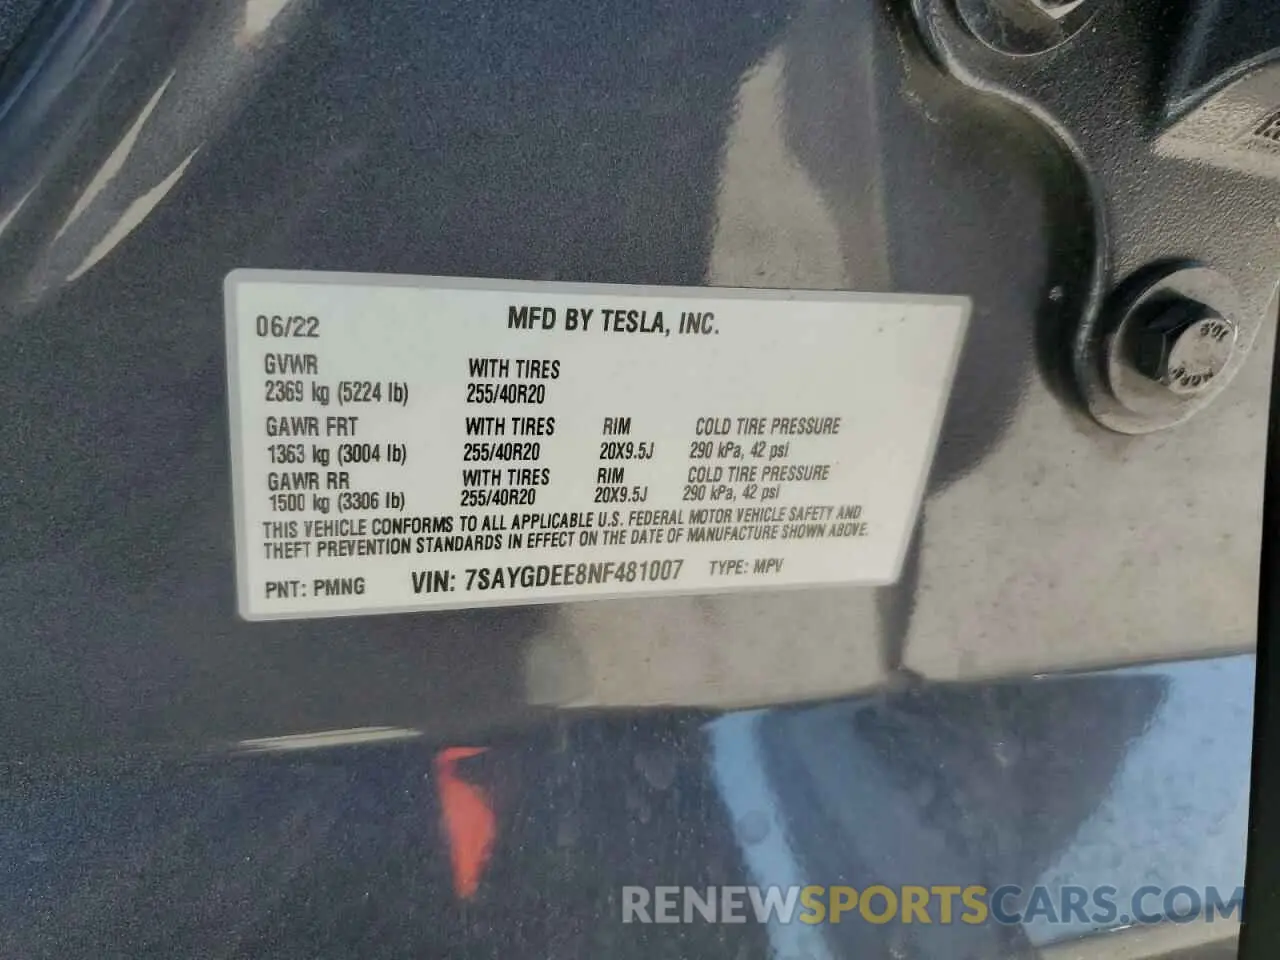 06/22 MFD BY TESLA, INC.
GVWR WITH TIRES
2369 kg (5224 lb) 255/40R20
GAWR FRT WITH TIRES RIM COLD TIRE PRESSURE
1363 kg (3004 lb) 255/40R20 20X9.5J 290 kPa, 42 psi
GAWR RR WITH TIRES RIM COLD TIRE PRESSURE
1500 kg (3306 lb) 255/40R20 20X9.5J 290 kPa, 42 psi
THIS VEHICLE CONFORMS TO ALL APPLICABLE U.S. FEDERAL MOTOR VEHICLE SAFETY AND
THEFT PREVENTION STANDARDS IN EFFECT ON THE DATE OF MANUFACTURE SHOWN ABOVE.
PNT: PMNG VIN: 7SAYGDEE8NF481007 TYPE: MPV
RENEWSPORTSCARS.COM